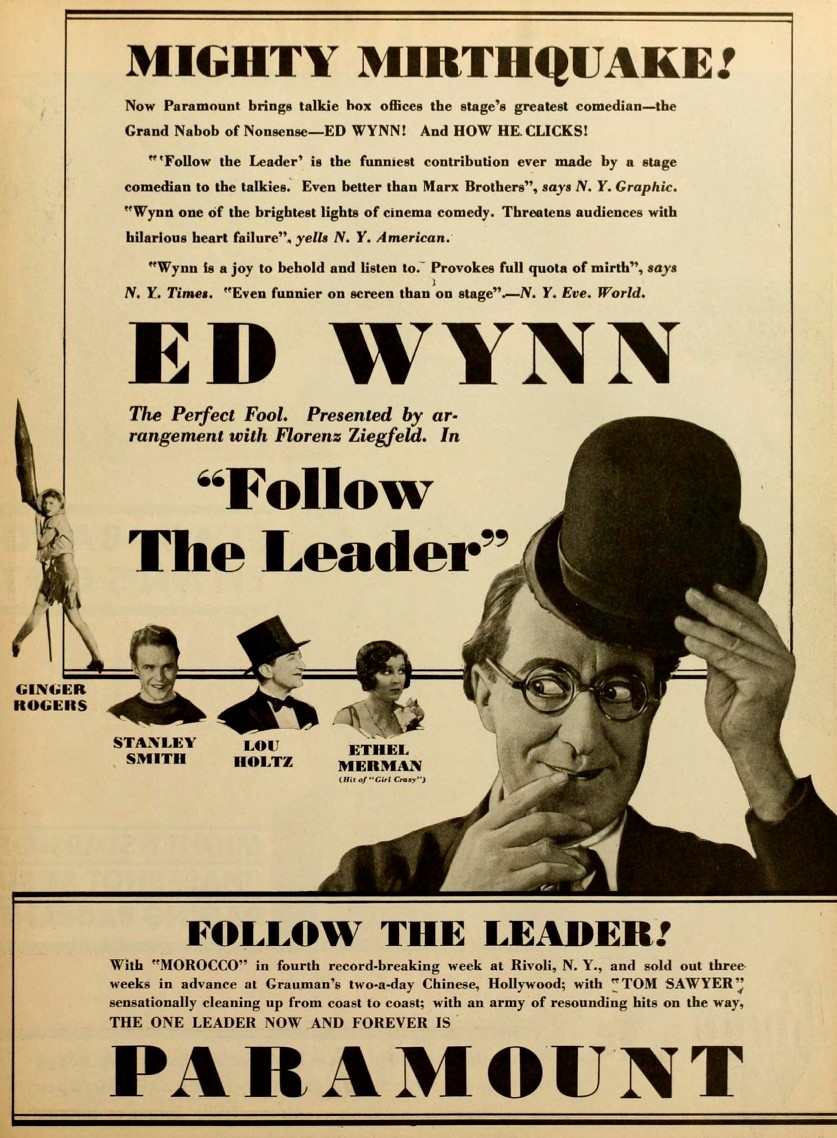 MIGHTY MIRTHQUAKE!
Now Paramount brings talkie box offices the stage's greatest comedian—the
Grand Nabob of Nonsense—ED WYNN! And HOW HE CLICKS!
"'Follow the Leader' is the funniest contribution ever made by a stage
comedian to the talkies. Even better than Marx Brothers", says N. Y. Graphic.
"Wynn one of the brightest lights of cinema comedy. Threatens audiences with
hilarious heart failure", yells N. Y. American.
"Wynn is a joy to behold and listen to. Provokes full quota of mirth", says
N. Y. Times. "Even funnier on screen than on stage".—N. Y. Eve. World.
ED WYNN
The Perfect Fool. Presented by ar-
rangement with Florenz Ziegfeld. In
"Follow
The Leader"
GINGER
ROGERS
STANLEY
SMITH
LOU
HOLTZ
ETHEL
MERMAN
(Hit of "Girl Crazy")
FOLLOW THE LEADER!
With "MOROCCO" in fourth record-breaking week at Rivoli, N. Y., and sold out three
weeks in advance at Grauman's two-a-day Chinese, Hollywood; with "TOM SAWYER"
sensationally cleaning up from coast to coast; with an army of resounding hits on the way,
THE ONE LEADER NOW AND FOREVER IS
PARAMOUNT